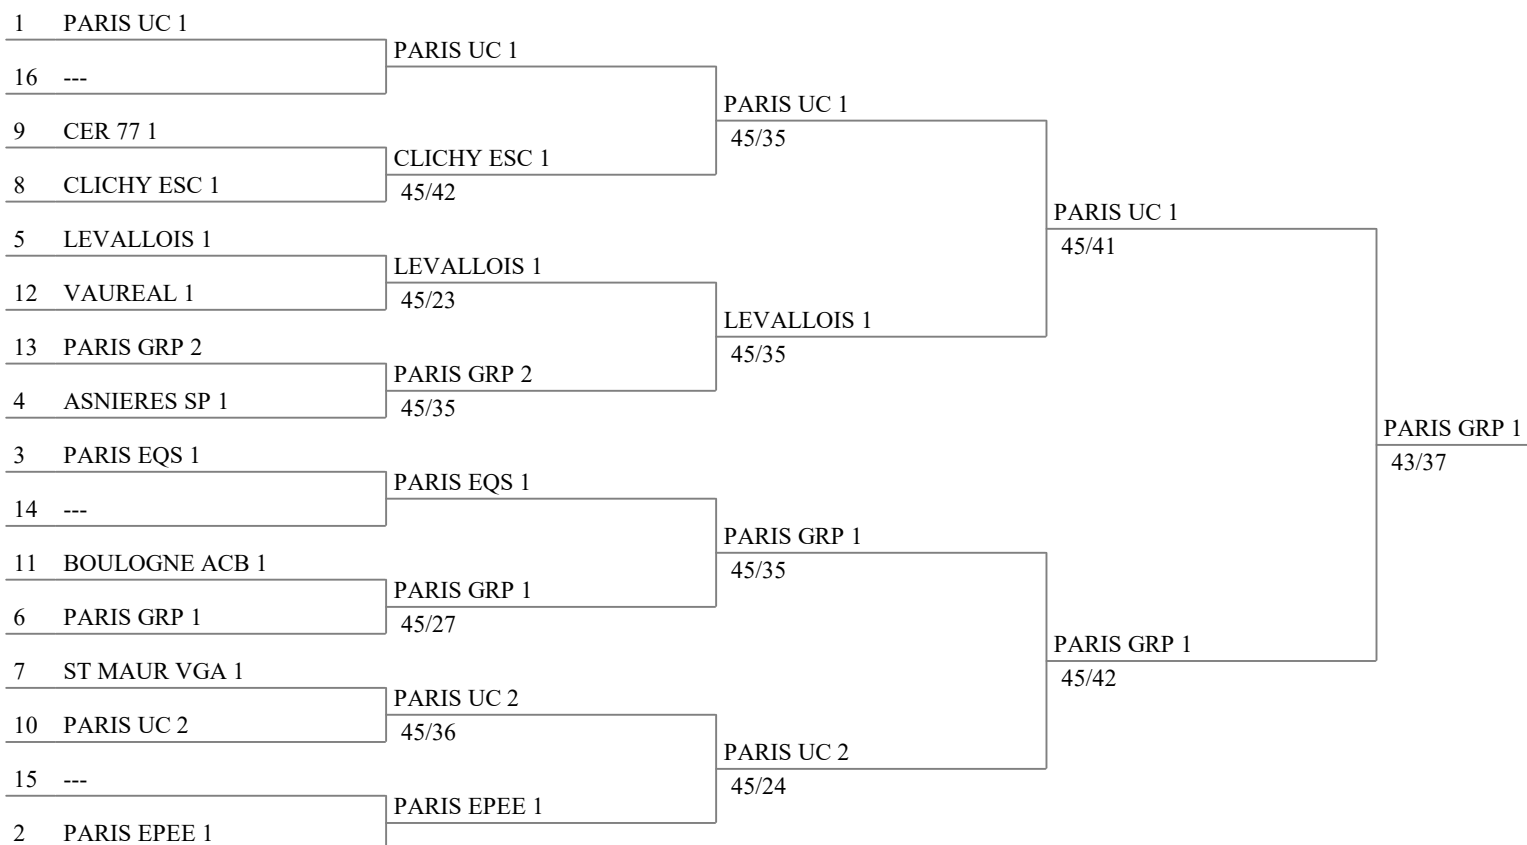 1 PARIS UC 1
16 ---
9 CER 77 1
8 CLICHY ESC 1
5 LEVALLOIS 1
12 VAUREAL 1
13 PARIS GRP 2
4 ASNIERES SP 1
3 PARIS EQS 1
14 ---
11 BOULOGNE ACB 1
6 PARIS GRP 1
7 ST MAUR VGA 1
10 PARIS UC 2
15 ---
2 PARIS EPEE 1
PARIS UC 1
CLICHY ESC 1
45/42
LEVALLOIS 1
45/23
PARIS GRP 2
45/35
PARIS EQS 1
PARIS GRP 1
45/27
PARIS UC 2
45/36
PARIS EPEE 1
PARIS UC 1
45/35
LEVALLOIS 1
45/35
PARIS GRP 1
45/35
PARIS UC 2
45/24
PARIS UC 1
45/41
PARIS GRP 1
45/42
PARIS GRP 1
43/37